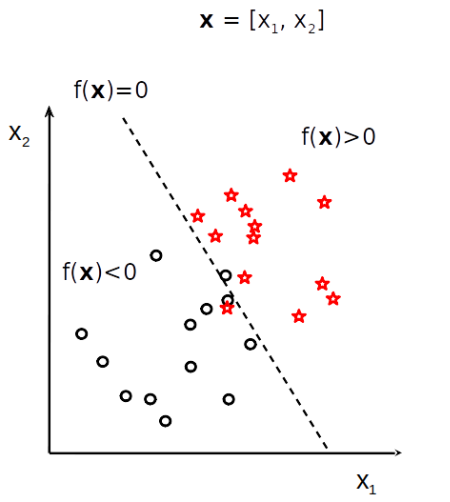 x = [x₁, x₂]
f(x)=0
x₂
f(x)>0
f(x)<0
x₁